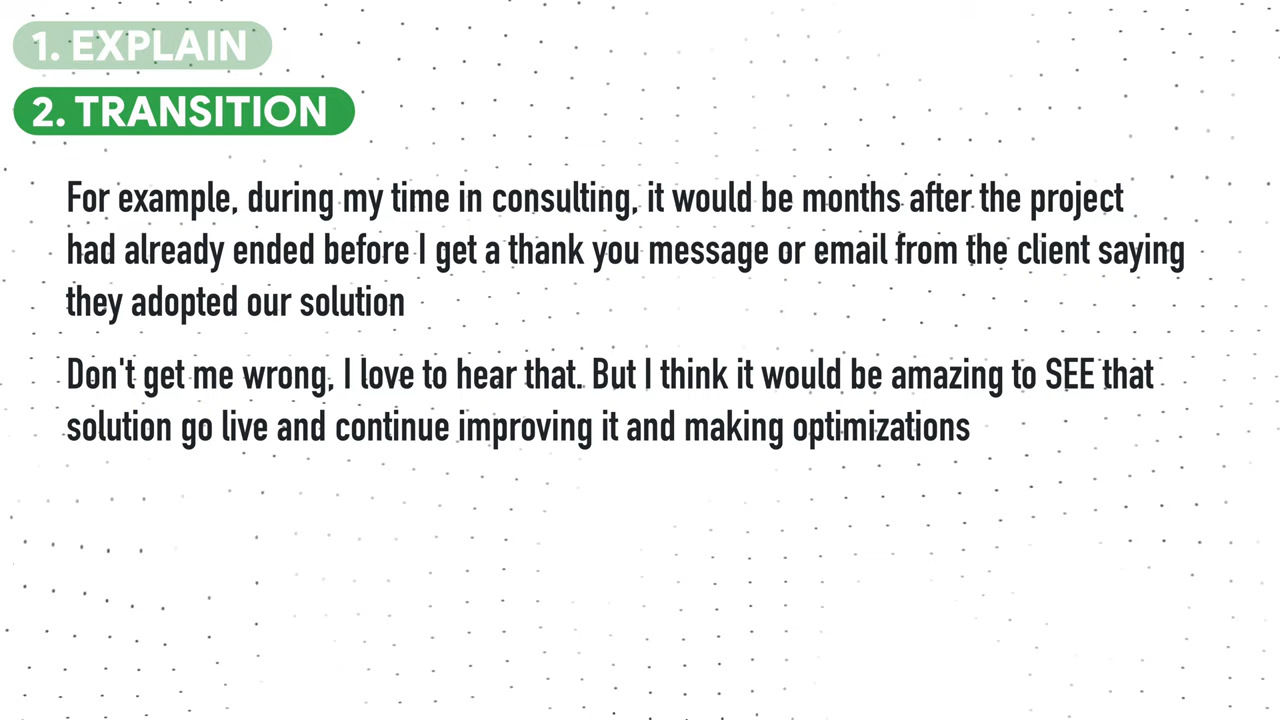 1. EXPLAIN
2. TRANSITION
For example, during my time in consulting, it would be months after the project
had already ended before I get a thank you message or email from the client saying
they adopted our solution
Don't get me wrong, I love to hear that. But I think it would be amazing to SEE that
solution go live and continue improving it and making optimizations